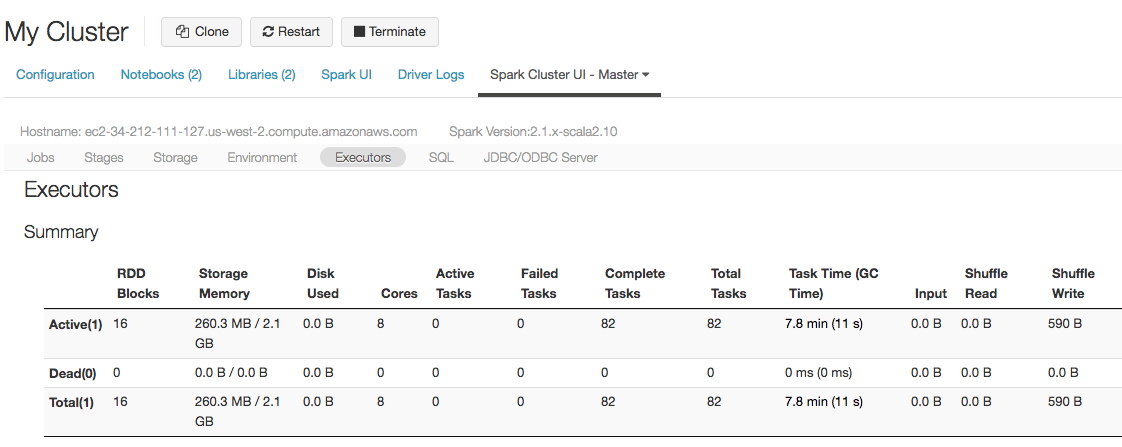 My Cluster Clone Restart Terminate
Configuration Notebooks (2) Libraries (2) Spark UI Driver Logs Spark Cluster UI - Master
Hostname: ec2-34-212-111-127.us-west-2.compute.amazonaws.com Spark Version:2.1.x-scala2.10
Jobs Stages Storage Environment Executors SQL JDBC/ODBC Server
Executors
Summary
RDD Storage Disk Active Failed Complete Total Task Time (GC Shuffle Shuffle
Blocks Memory Used Cores Tasks Tasks Tasks Tasks Time) Input Read Write
Active(1) 16 260.3 MB / 2.1 0.0 B 8 0 0 82 82 7.8 min (11 s) 0.0 B 0.0 B 590 B
GB
Dead(0) 0 0.0 B / 0.0 B 0.0 B 0 0 0 0 0 0 ms (0 ms) 0.0 B 0.0 B 0.0 B
Total(1) 16 260.3 MB / 2.1 0.0 B 8 0 0 82 82 7.8 min (11 s) 0.0 B 0.0 B 590 B
GB